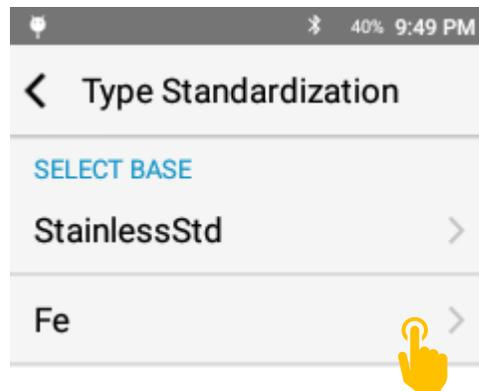 40% 9:49 PM
Type Standardization
SELECT BASE
StainlessStd
Fe